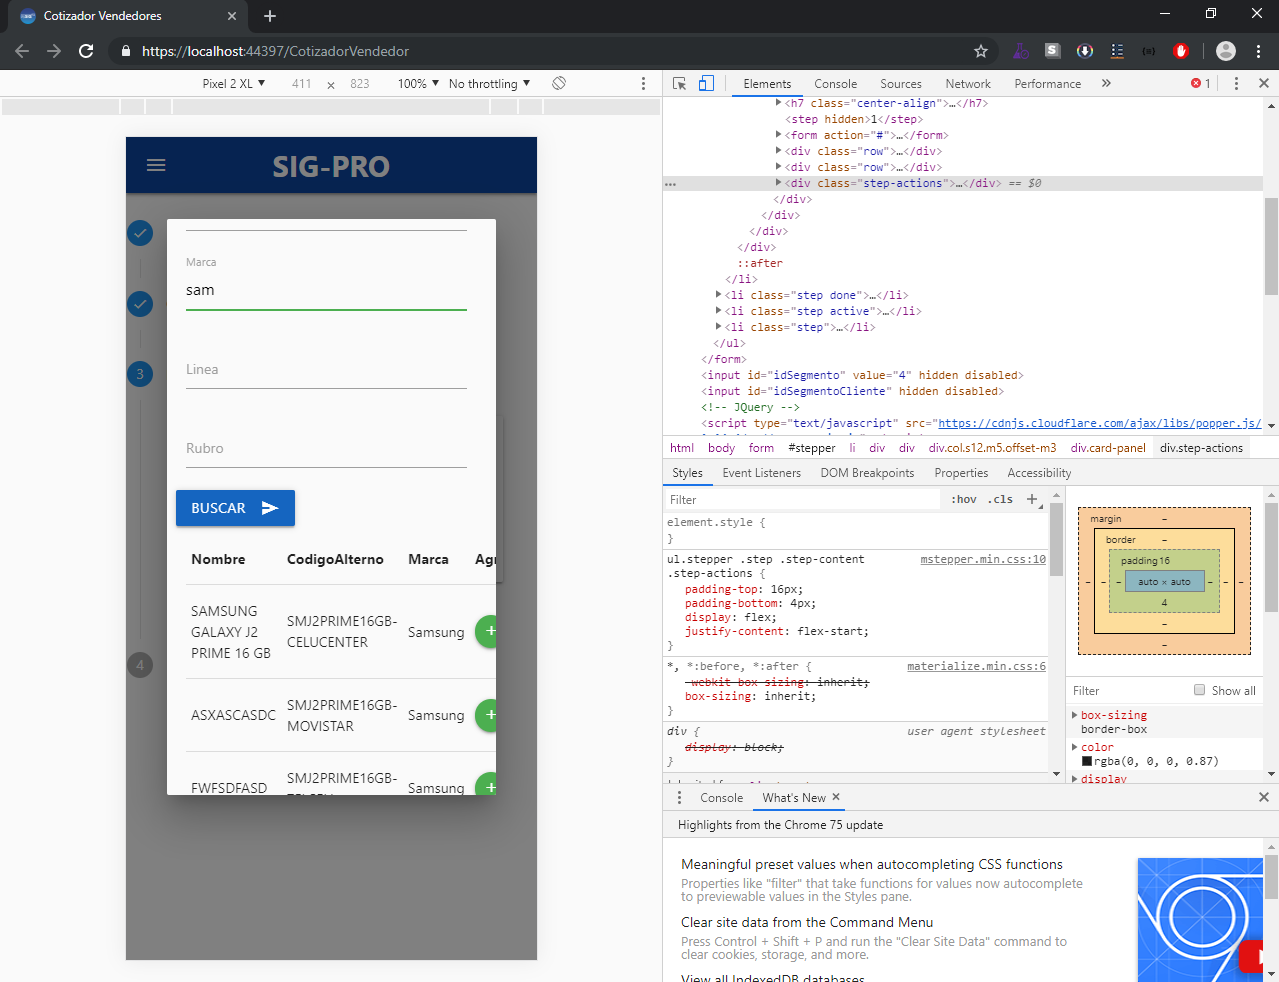 Cotizador Vendedores
https://localhost:44397/CotizadorVendedor
Pixel 2 XL ▼ 411 × 823 100% ▼ No throttling ▼
SIG-PRO
Marca
sam
3
Linea
Rubro
BUSCAR
Nombre CodigoAlterno Marca Agr
SAMSUNG GALAXY J2 PRIME 16 GB SMJ2PRIME16GB-CELUCENTER Samsung +
4
ASXASCASDC SMJ2PRIME16GB-MOVISTAR Samsung +
FWFSDFASD SMJ2PRIME16GB- Samsung +
Elements Console Sources Network Performance » 1
<h7 class="center-align">…</h7>
<step hidden>1</step>
<form action="#">…</form>
<div class="row">…</div>
<div class="row">…</div>
<div class="step-actions">…</div> == $0
</div>
</div>
</div>
</div>
::after
</li>
<li class="step done">…</li>
<li class="step active">…</li>
<li class="step">…</li>
</ul>
</form>
<input id="idSegmento" value="4" hidden disabled>
<input id="idSegmentoCliente" hidden disabled>
<!-- JQuery -->
<script type="text/javascript" src="https://cdnjs.cloudflare.com/ajax/libs/popper.js/
html body form #stepper li div div div.col.s12.m5.offset-m3 div.card-panel div.step-actions
Styles Event Listeners DOM Breakpoints Properties Accessibility
Filter :hov .cls +
element.style {
}
ul.stepper .step .step-content .step-actions { mstepper.min.css:10
padding-top: 16px;
padding-bottom: 4px;
display: flex;
justify-content: flex-start;
}
*, *:before, *:after { materialize.min.css:6
-webkit-box-sizing: inherit;
box-sizing: inherit;
}
div { user agent stylesheet
display: block;
}
margin –
border –
padding16
– – – auto × auto – – –
4
–
–
Filter Show all
box-sizing
border-box
color
rgba(0, 0, 0, 0.87)
display
Console What's New ×
Highlights from the Chrome 75 update
Meaningful preset values when autocompleting CSS functions
Properties like "filter" that take functions for values now autocomplete
to previewable values in the Styles pane.
Clear site data from the Command Menu
Press Control + Shift + P and run the "Clear Site Data" command to
clear cookies, storage, and more.
View all IndexedDB databases